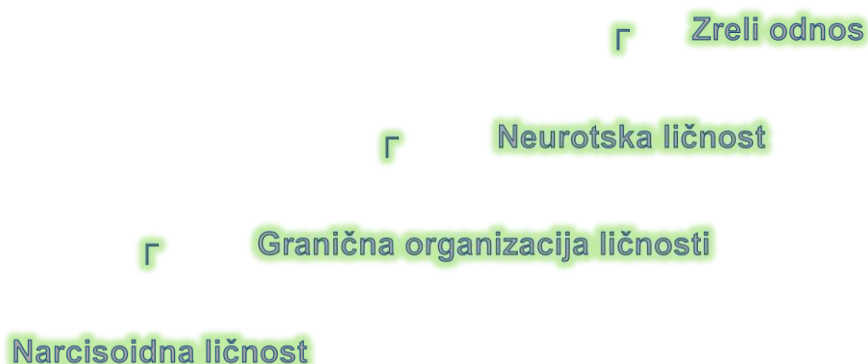 Zreli odnos
Neurotska ličnost
Granična organizacija ličnosti
Narcisoidna ličnost